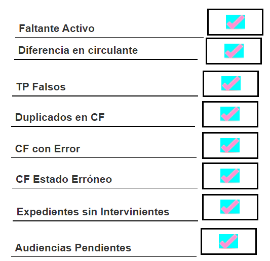 Faltante Activo
Diferencia en circulante
TP Falsos
Duplicados en CF
CF con Error
CF Estado Erróneo
Expedientes sin Intervinientes
Audiencias Pendientes